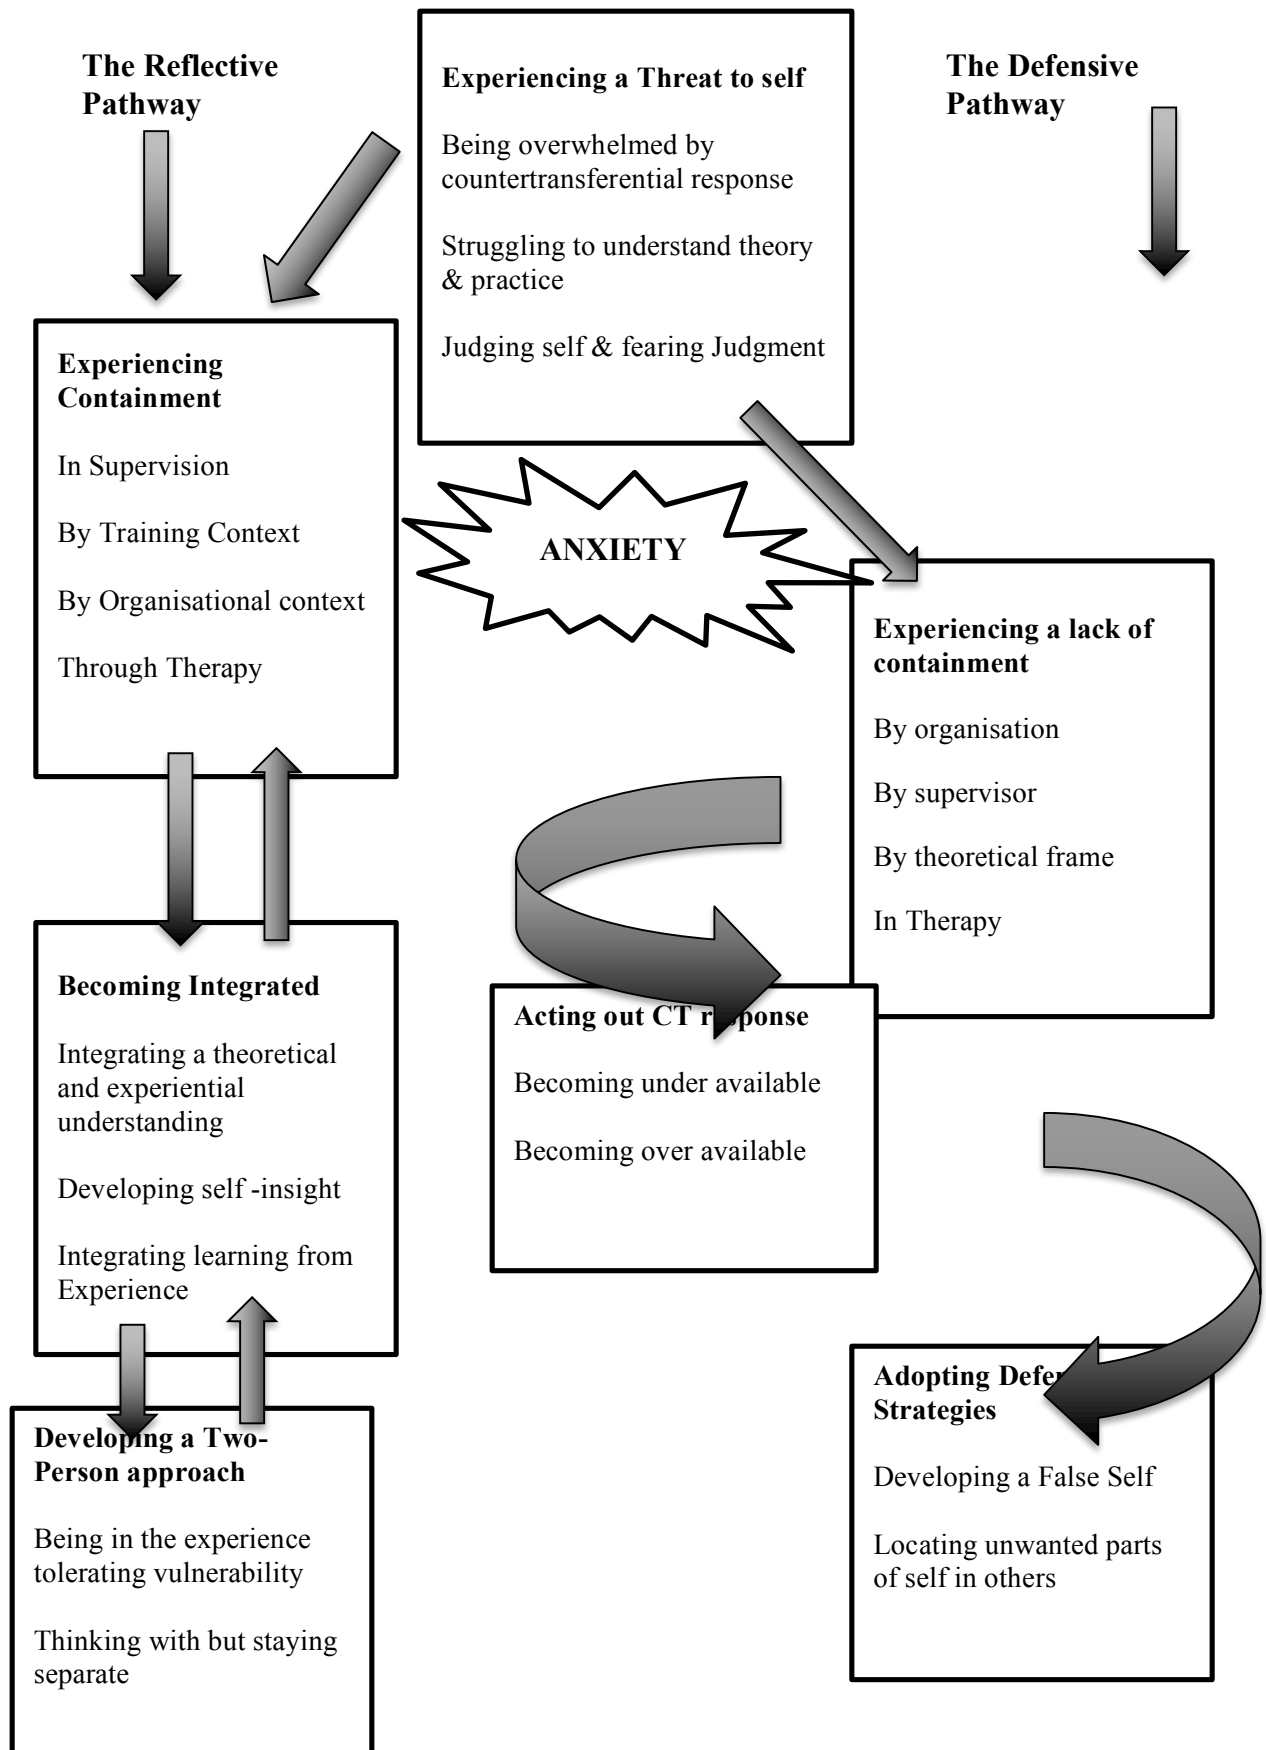 The Reflective
Pathway
Experiencing a Threat to self
Being overwhelmed by
countertransferential response
Struggling to understand theory
& practice
Judging self & fearing Judgment
The Defensive
Pathway
Experiencing
Containment
In Supervision
By Training Context
By Organisational context
Through Therapy
ANXIETY
Experiencing a lack of
containment
By organisation
By supervisor
By theoretical frame
In Therapy
Becoming Integrated
Integrating a theoretical
and experiential
understanding
Developing self -insight
Integrating learning from
Experience
Acting out CT response
Becoming under available
Becoming over available
Developing a Two-
Person approach
Being in the experience
tolerating vulnerability
Thinking with but staying
separate
Adopting
Strategies
Developing a False Self
Locating unwanted parts
of self in others